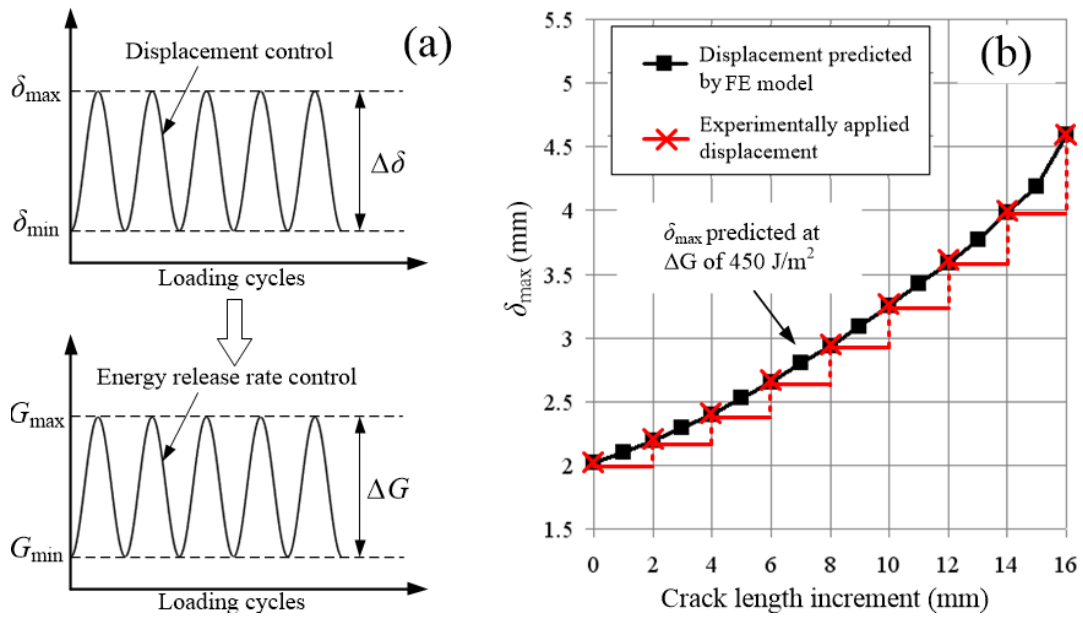 (a)
Displacement control
δmax
Δδ
δmin
Loading cycles
Energy release rate control
Gmax
ΔG
Gmin
Loading cycles
(b)
Displacement predicted
by FE model
Experimentally applied
displacement
δmax predicted at
ΔG of 450 J/m²
δmax (mm)
5.5
5
4.5
4
3.5
3
2.5
2
1.5
0 2 4 6 8 10 12 14 16
Crack length increment (mm)